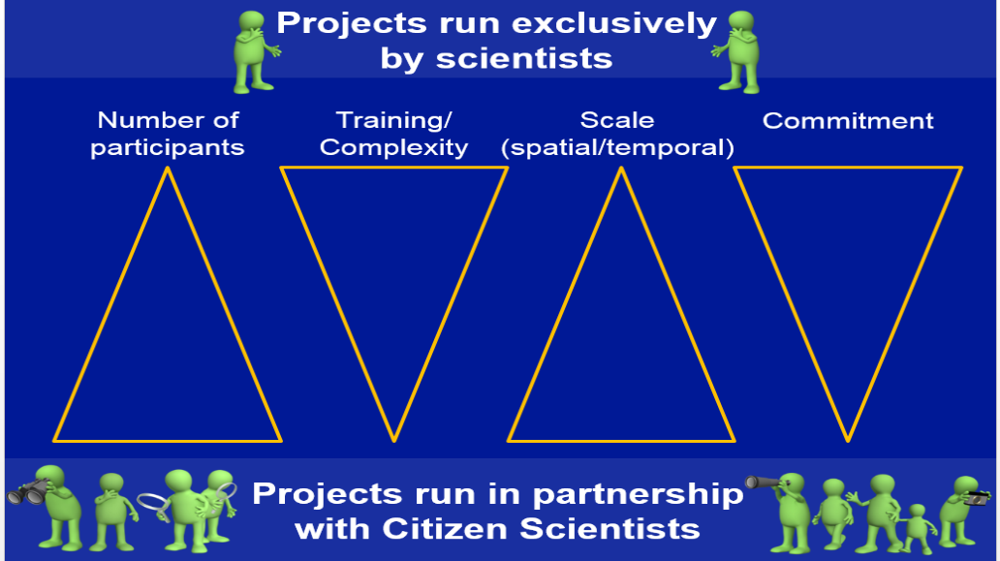 Projects run exclusively
by scientists
Number of
participants
Training/
Complexity
Scale
(spatial/temporal)
Commitment
Projects run in partnership
with Citizen Scientists